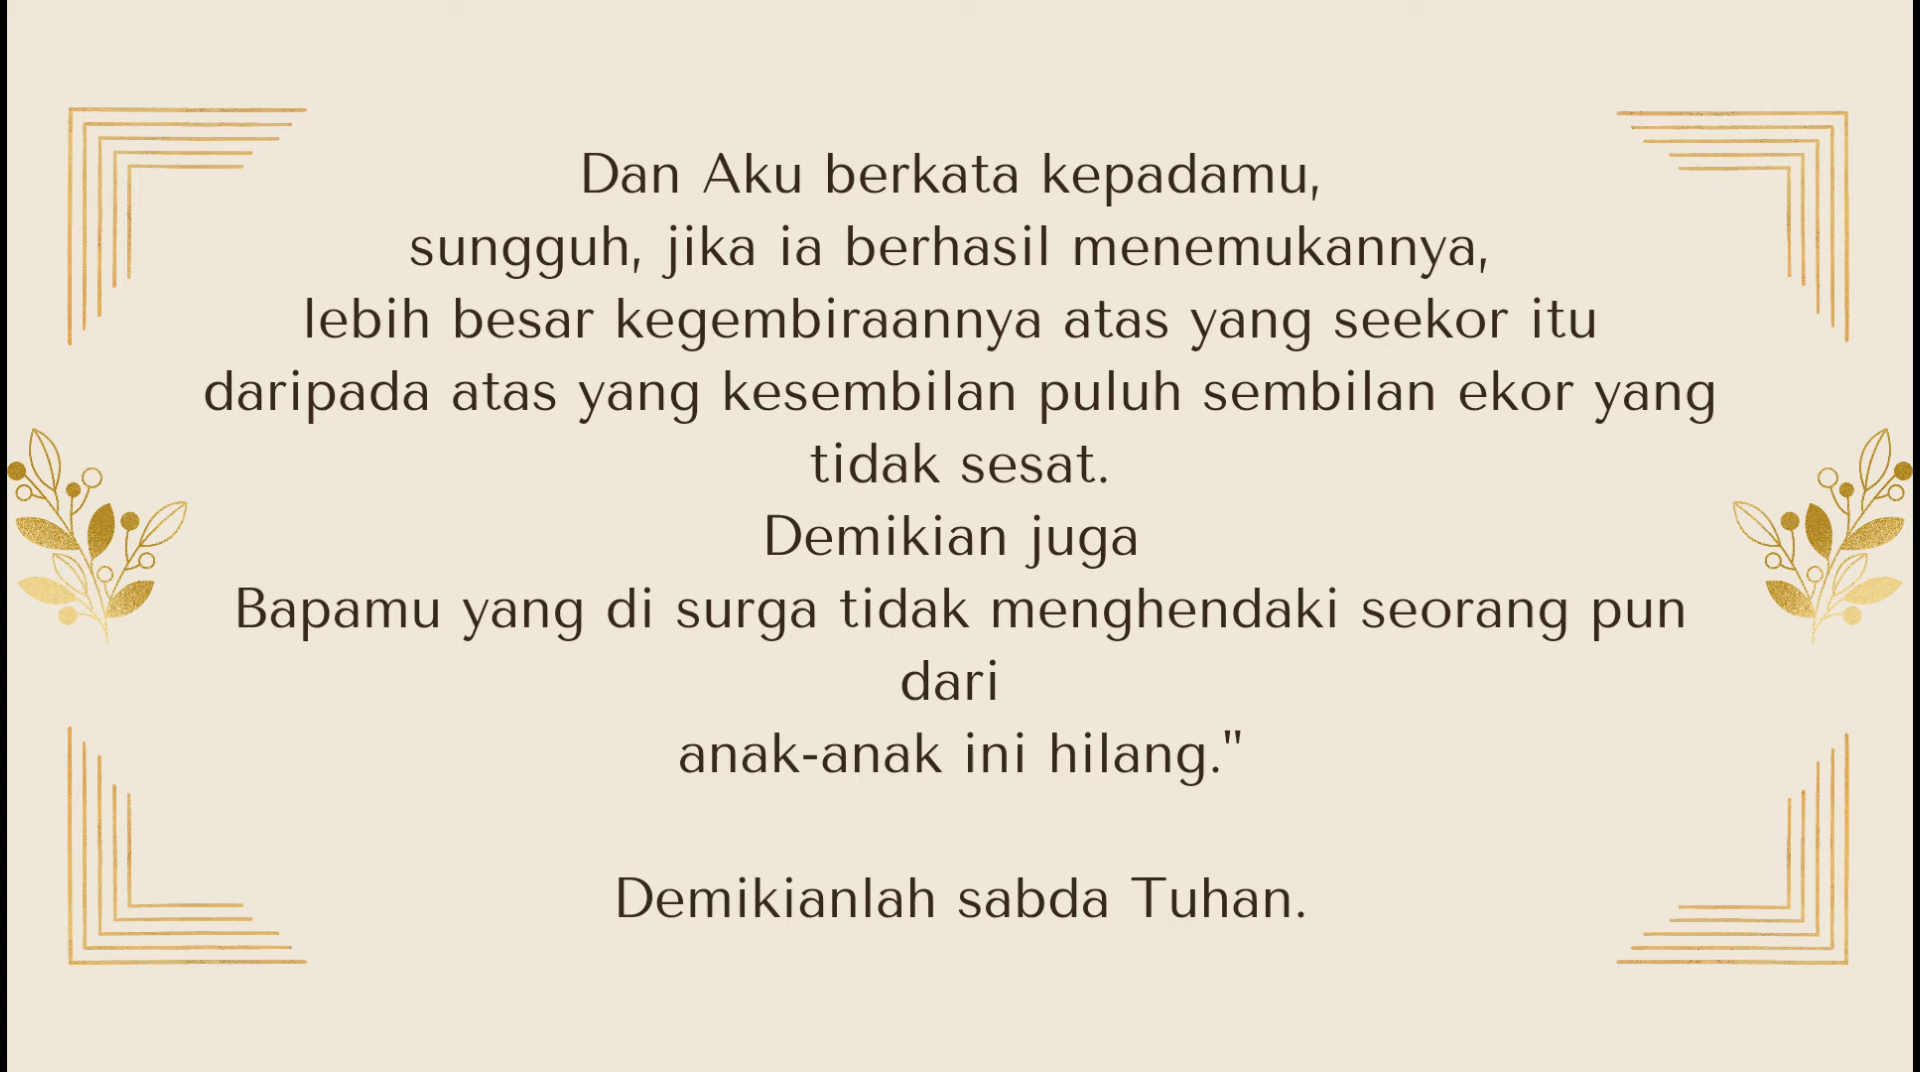 Dan Aku berkata kepadamu,
sungguh, jika ia berhasil menemukannya,
lebih besar kegembiraannya atas yang seekor itu
daripada atas yang kesembilan puluh sembilan ekor yang
tidak sesat.
Demikian juga
Bapamu yang di surga tidak menghendaki seorang pun
dari
anak-anak ini hilang."
Demikianlah sabda Tuhan.